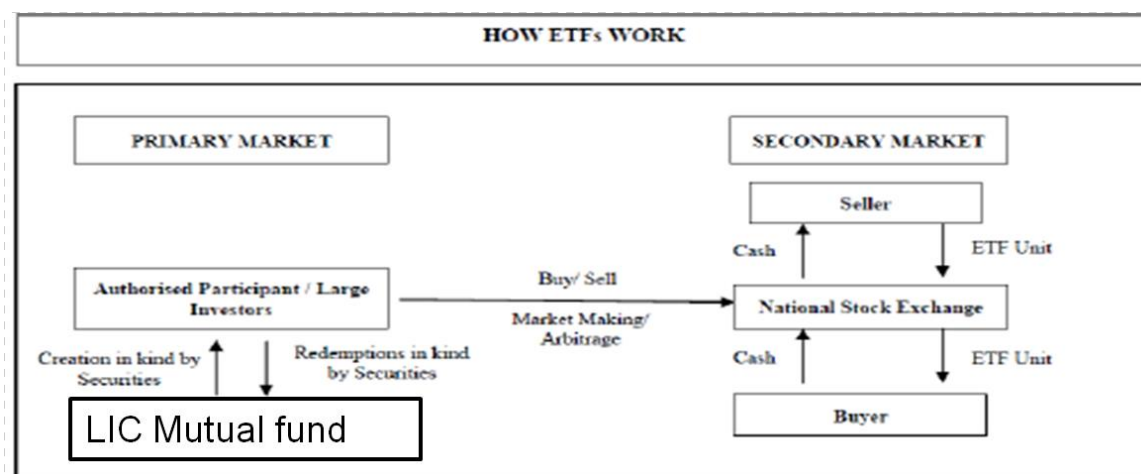 HOW ETFs WORK
PRIMARY MARKET
SECONDARY MARKET
Seller
Cash
ETF Unit
Authorised Participant / Large
Investors
Buy/ Sell
Market Making/
Arbitrage
National Stock Exchange
Creation in kind by
Securities
Redemptions in kind
by Securities
Cash
ETF Unit
LIC Mutual fund
Buyer